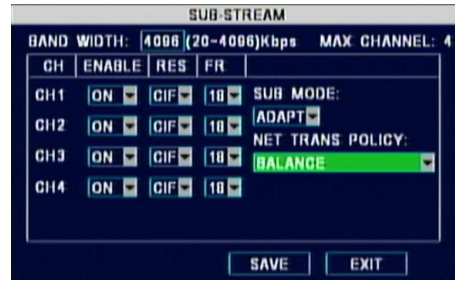 SUB-STREAM
BAND WIDTH: 4096 (20-4096)Kbps MAX CHANNEL: 4
CH ENABLE RES FR
CH1 ON CIF 18 SUB MODE:
ADAPT
CH2 ON CIF 18
NET TRANS POLICY:
CH3 ON CIF 18 BALANCE
CH4 ON CIF 18
SAVE EXIT